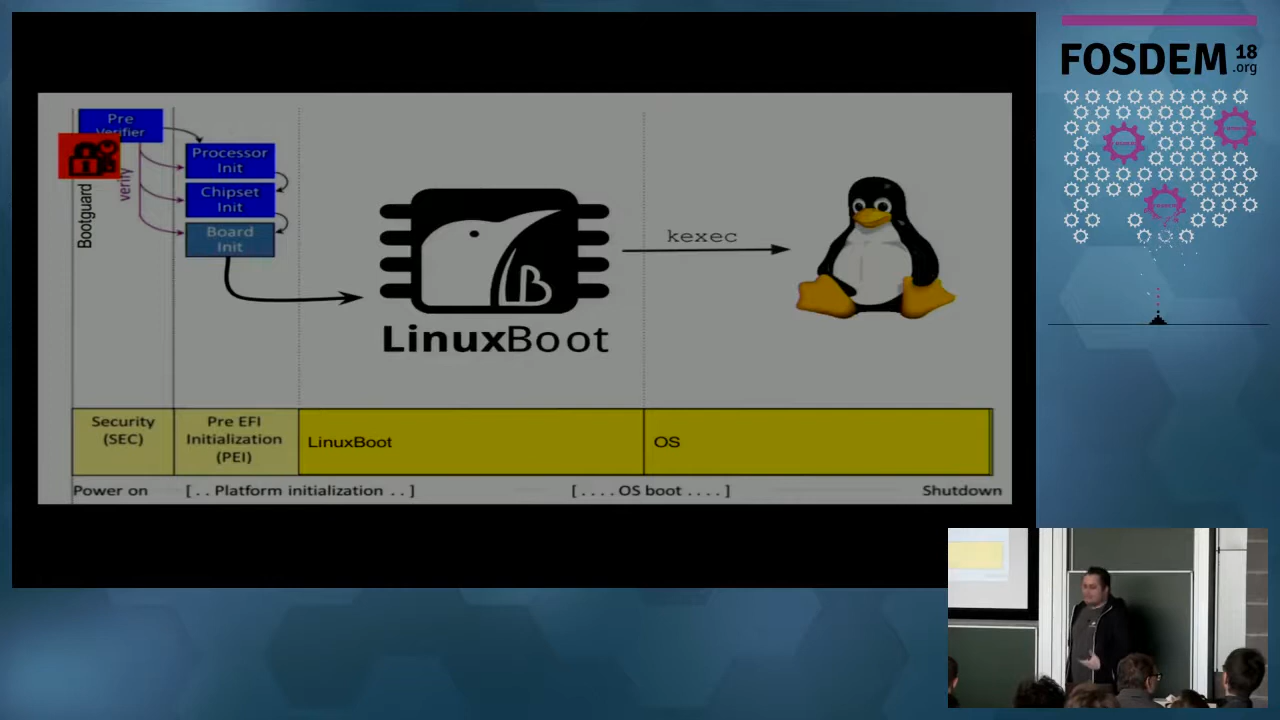 FOSDEM 18
.org
Pre
Verifier
Processor
Init
Chipset
Init
Board
Init
Bootguard
verify
B
LinuxBoot
kexec
Security
(SEC)
Pre EFI
Initialization
(PEI)
LinuxBoot
OS
Power on
[ . . Platform initialization . . ]
[ . . . . OS boot . . . . ]
Shutdown